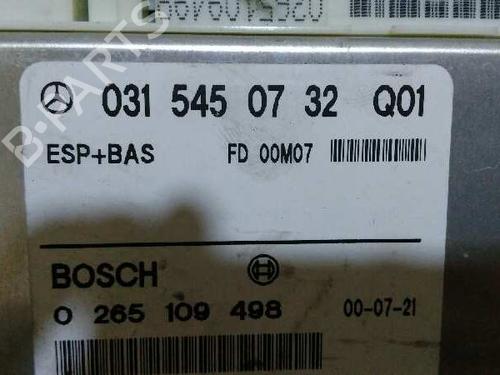 031 545 07 32 Q01
ESP+BAS FD 00M07
BOSCH
0 265 109 498 00-07-21
B-PARTS